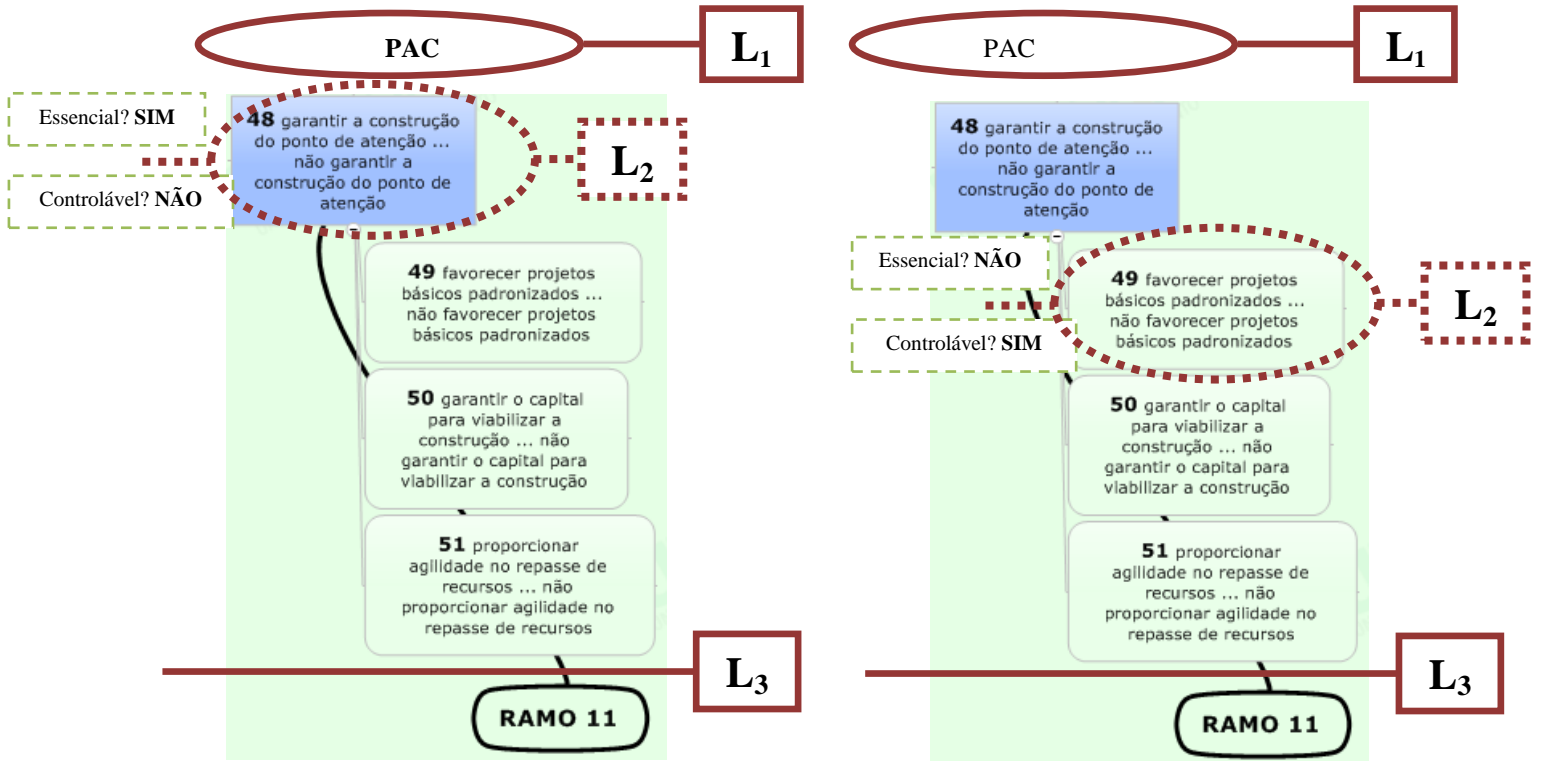 PAC
L₁
Essencial? SIM
Controlável? NÃO
48 garantir a construção
do ponto de atenção ...
não garantir a
construção do ponto de
atenção
L₂
49 favorecer projetos
básicos padronizados ...
não favorecer projetos
básicos padronizados
50 garantir o capital
para viabilizar a
construção ... não
garantir o capital para
viabilizar a construção
51 proporcionar
agilidade no repasse de
recursos ... não
proporcionar agilidade no
repasse de recursos
L₃
RAMO 11
PAC
L₁
48 garantir a construção
do ponto de atenção ...
não garantir a
construção do ponto de
atenção
Essencial? NÃO
Controlável? SIM
49 favorecer projetos
básicos padronizados ...
não favorecer projetos
básicos padronizados
L₂
50 garantir o capital
para viabilizar a
construção ... não
garantir o capital para
viabilizar a construção
51 proporcionar
agilidade no repasse de
recursos ... não
proporcionar agilidade no
repasse de recursos
L₃
RAMO 11